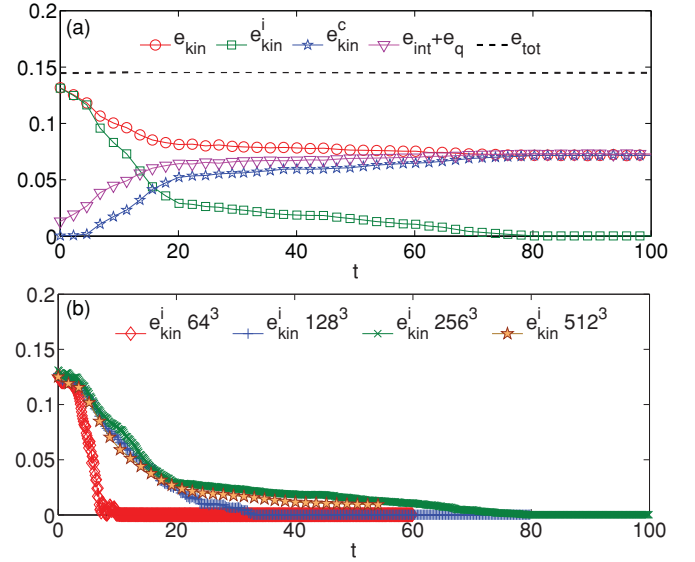 (a)
e_kin e^i_kin e^c_kin e_int+e_q e_tot
0.2
0.15
0.1
0.05
0
0 20 40 60 80 100
t
(b)
e^i_kin 64^3 e^i_kin 128^3 e^i_kin 256^3 e^i_kin 512^3
0.2
0.15
0.1
0.05
0
0 20 40 60 80 100
t